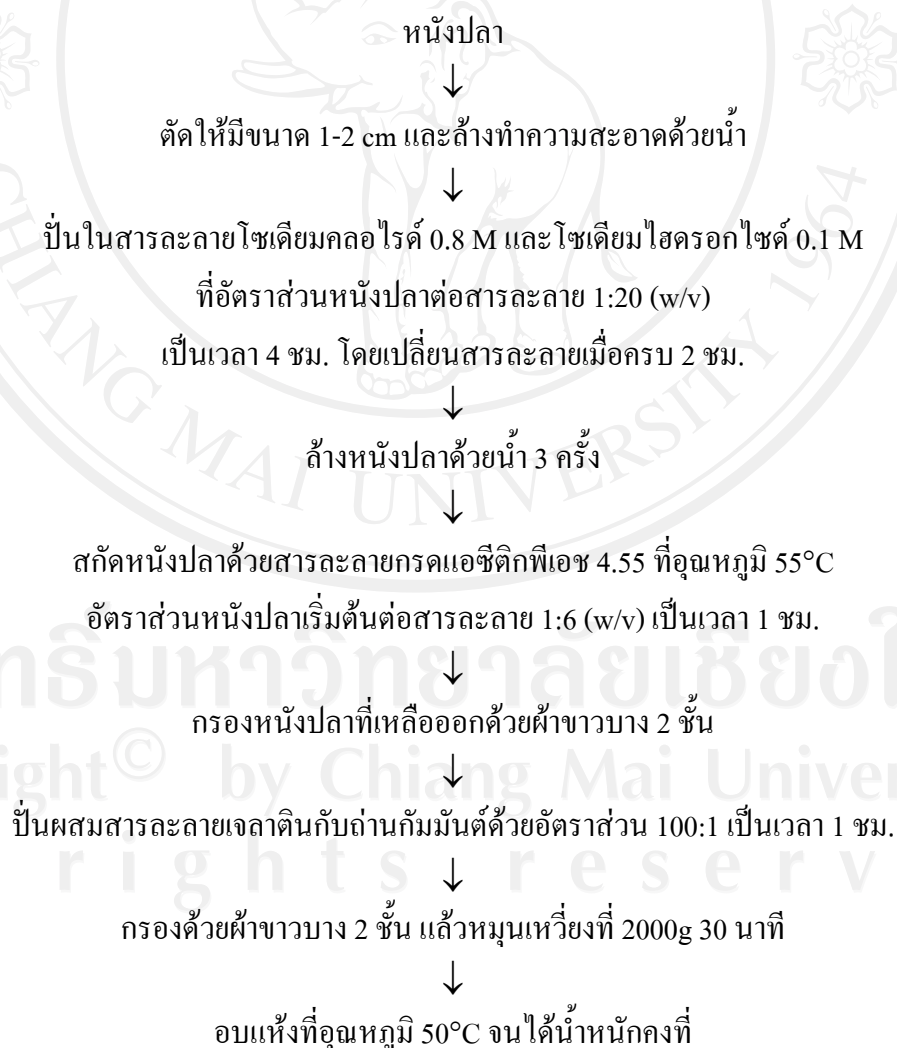 หนังปลา
↓
ตัดให้มีขนาด 1-2 cm และล้างทำความสะอาดด้วยน้ำ
↓
ปั่นในสารละลายโซเดียมคลอไรด์ 0.8 M และโซเดียมไฮดรอกไซด์ 0.1 M
ที่อัตราส่วนหนังปลาต่อสารละลาย 1:20 (w/v)
เป็นเวลา 4 ชม. โดยเปลี่ยนสารละลายเมื่อครบ 2 ชม.
↓
ล้างหนังปลาด้วยน้ำ 3 ครั้ง
↓
สกัดหนังปลาด้วยสารละลายกรดแอซีติกพีเอช 4.55 ที่อุณหภูมิ 55°C
อัตราส่วนหนังปลาเริ่มต้นต่อสารละลาย 1:6 (w/v) เป็นเวลา 1 ชม.
↓
กรองหนังปลาที่เหลือออกด้วยผ้าขาวบาง 2 ชั้น
↓
ปั่นผสมสารละลายเจลาตินกับถ่านกัมมันต์ด้วยอัตราส่วน 100:1 เป็นเวลา 1 ชม.
↓
กรองด้วยผ้าขาวบาง 2 ชั้น แล้วหมุนเหวี่ยงที่ 2000g 30 นาที
↓
อบแห้งที่อุณหภูมิ 50°C จนได้น้ำหนักคงที่
CHIANG MAI UNIVERSITY 1964
by Chiang Mai
rights